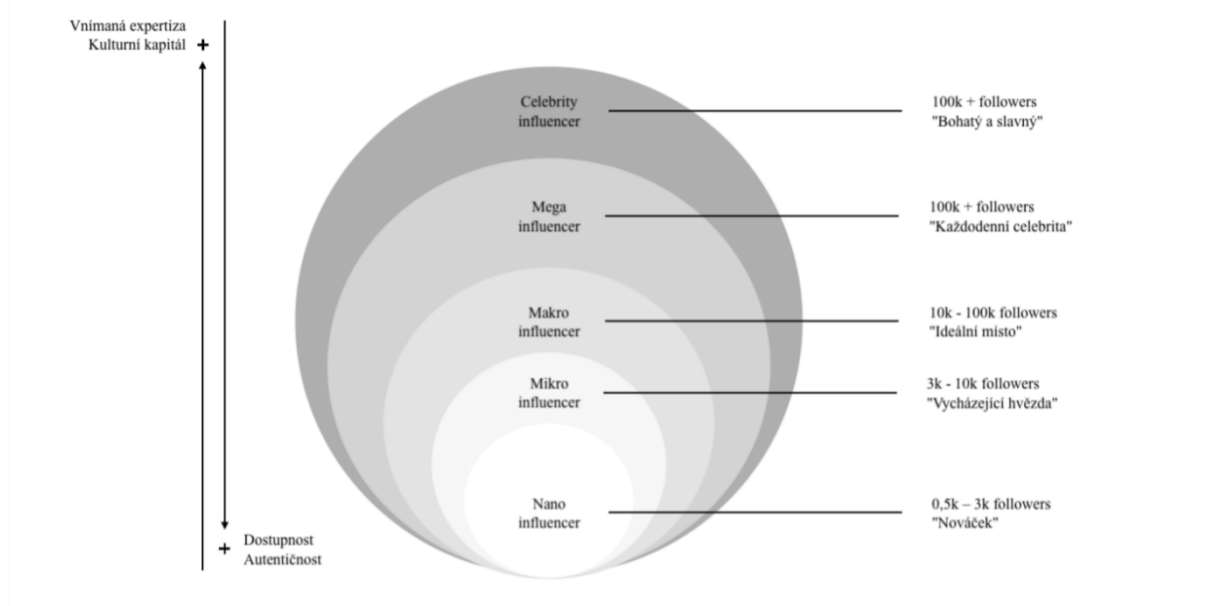 Vnímaná expertiza
Kulturní kapitál +
Celebrity
influencer
100k + followers
"Bohatý a slavný"
Mega
influencer
100k + followers
"Každodenní celebrita"
Makro
influencer
10k - 100k followers
"Ideální místo"
Mikro
influencer
3k - 10k followers
"Vycházející hvězda"
Nano
influencer
0,5k – 3k followers
"Nováček"
+ Dostupnost
Autentičnost